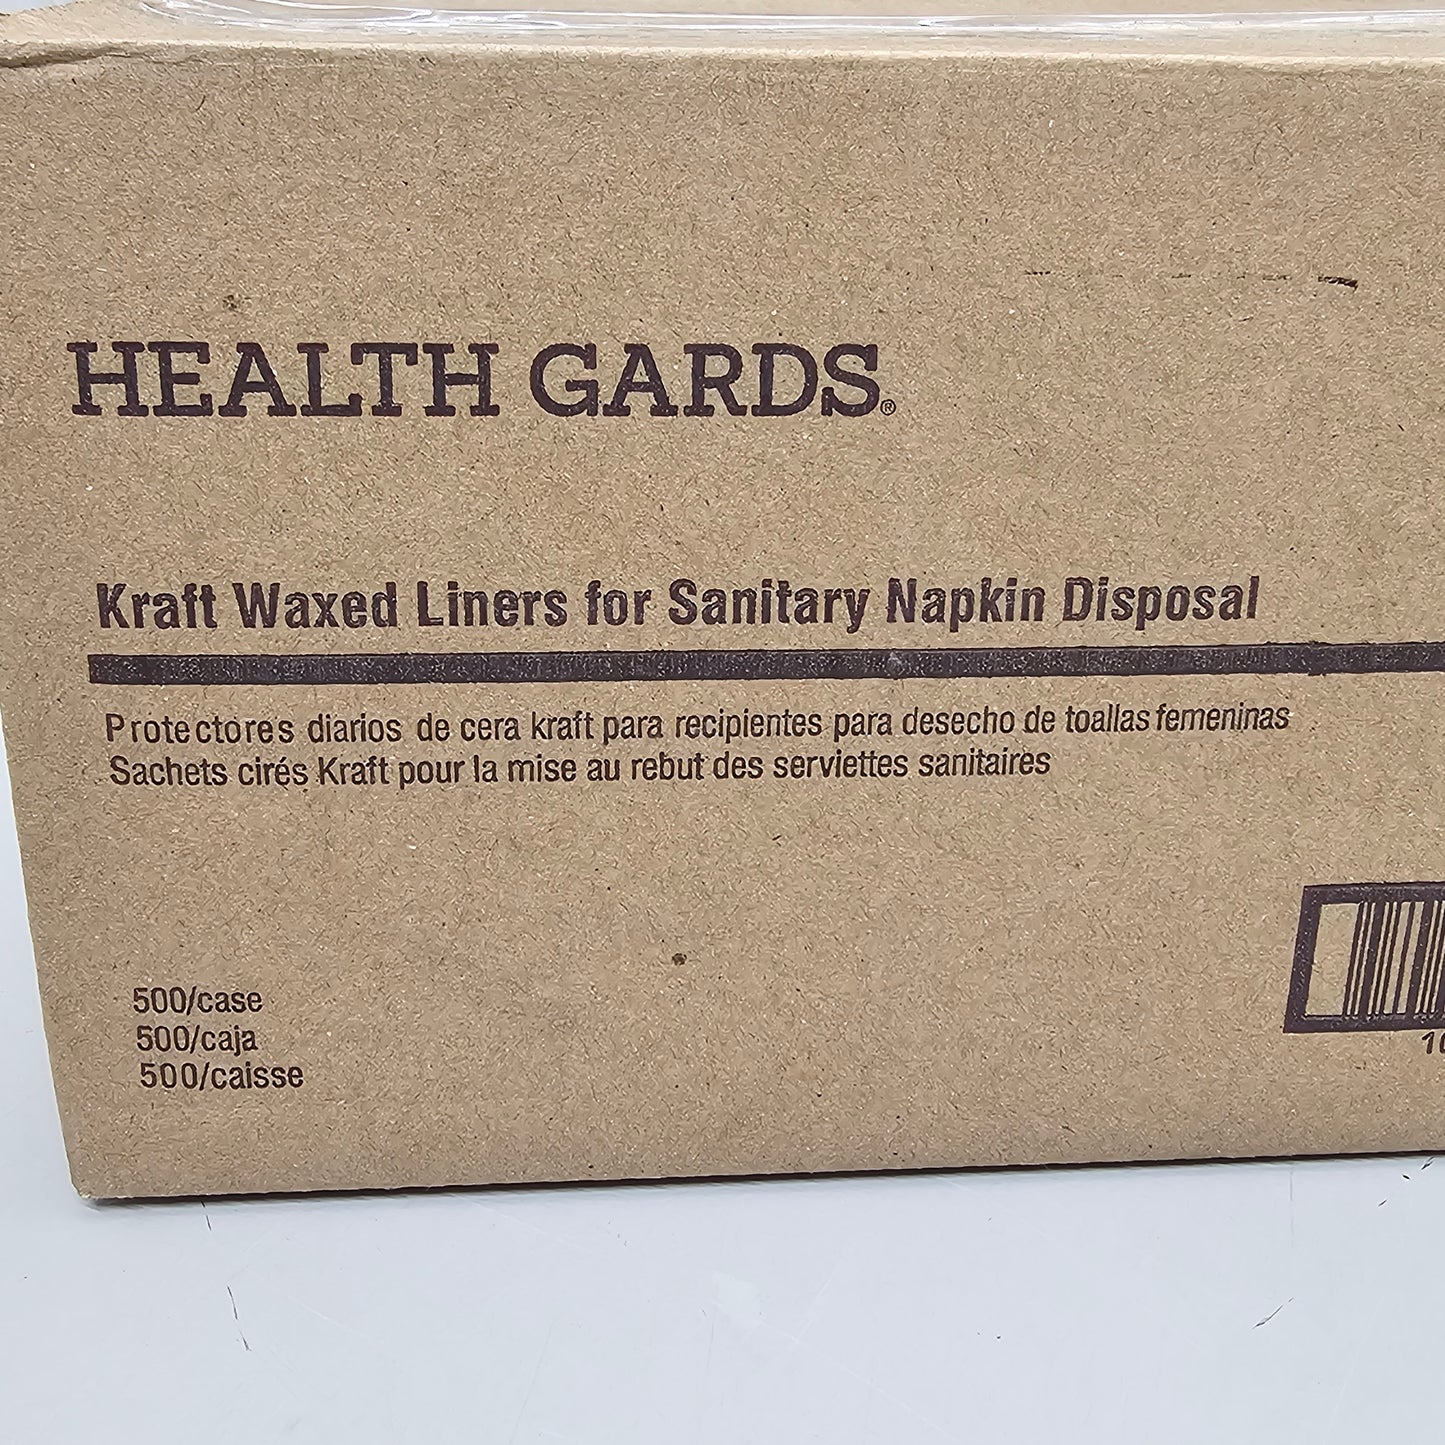 HEALTH GARDS®
Kraft Waxed Liners for Sanitary Napkin Disposal
Protectores diarios de cera kraft para recipientes para desecho de toallas femeninas
Sachets cirés Kraft pour la mise au rebut des serviettes sanitaires
500/case
500/caja
500/caisse